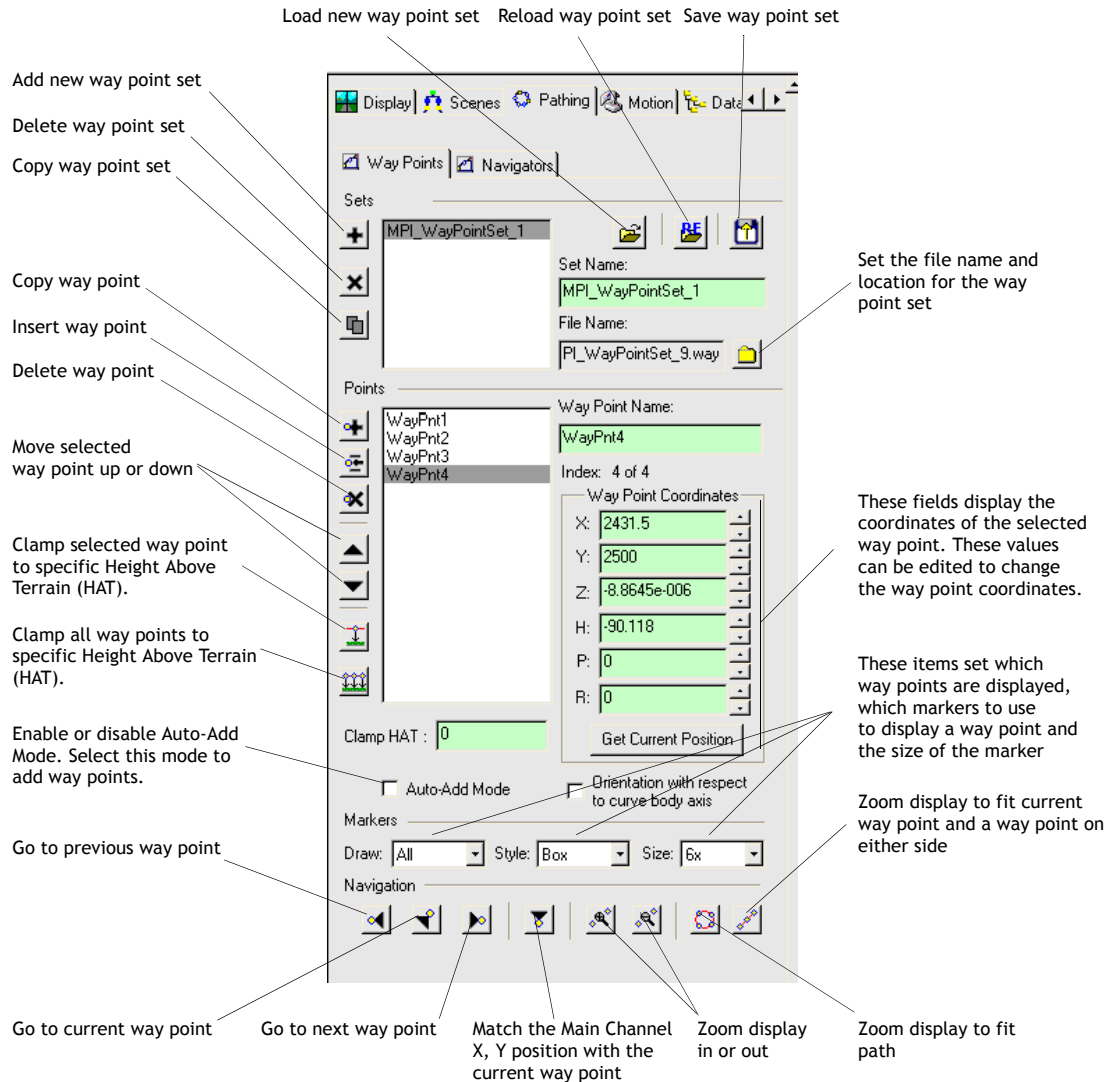 Load new way point set
Reload way point set
Save way point set
Add new way point set
Delete way point set
Copy way point set
Copy way point
Insert way point
Delete way point
Move selected
way point up or down
Clamp selected way point
to specific Height Above
Terrain (HAT).
Clamp all way points to
specific Height Above Terrain
(HAT).
Enable or disable Auto-Add
Mode. Select this mode to
add way points.
Go to previous way point
Display
Scenes
Pathing
Motion
Data
Way Points
Navigators
Sets
MPI_WayPointSet_1
RE
Set Name:
MPI_WayPointSet_1
File Name:
PI_WayPointSet_9.way
Points
WayPnt1
WayPnt2
WayPnt3
WayPnt4
Way Point Name:
WayPnt4
Index: 4 of 4
Way Point Coordinates
X: 2431.5
Y: 2500
Z: -8.8645e-006
H: -90.118
P: 0
R: 0
Get Current Position
Clamp HAT : 0
Auto-Add Mode
Orientation with respect
to curve body axis
Markers
Draw: All
Style: Box
Size: 6x
Navigation
Set the file name and
location for the way
point set
These fields display the
coordinates of the selected
way point. These values
can be edited to change
the way point coordinates.
These items set which
way points are displayed,
which markers to use
to display a way point and
the size of the marker
Zoom display to fit current
way point and a way point on
either side
Go to current way point
Go to next way point
Match the Main Channel
X, Y position with the
current way point
Zoom display
in or out
Zoom display to fit
path